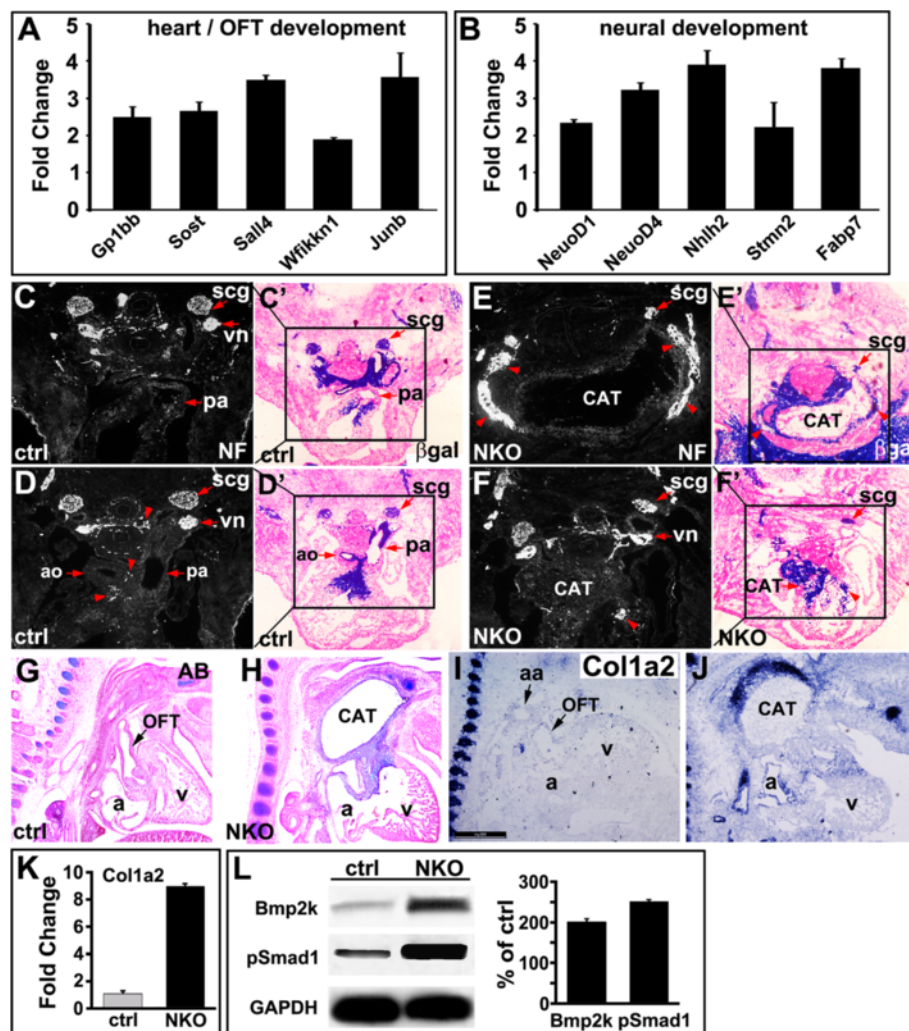 A heart / OFT development
Fold Change
5
4
3
2
1
0
Gp1bb Sost Sall4 Wfikkn1 Junb
B neural development
Fold Change
5
4
3
2
1
0
NeuoD1 NeuoD4 Nhlh2 Stmn2 Fabp7
C scg
vn
pa
ctrl NF
C' scg
pa
ctrl βgal
E scg
CAT
NKO NF
E' scg
CAT
βgal
D scg
vn
ao pa
ctrl
D' scg
ao pa
ctrl
F scg
vn
CAT
NKO
F' scg
CAT
NKO
G AB
OFT
a v
ctrl
H
CAT
a v
NKO
I Col1a2
aa
OFT
v
a
J
CAT
a
v
K Col1a2
Fold Change
10
8
6
4
2
0
ctrl NKO
L ctrl NKO
Bmp2k
pSmad1
GAPDH
% of ctrl
300
200
100
0
Bmp2k pSmad1